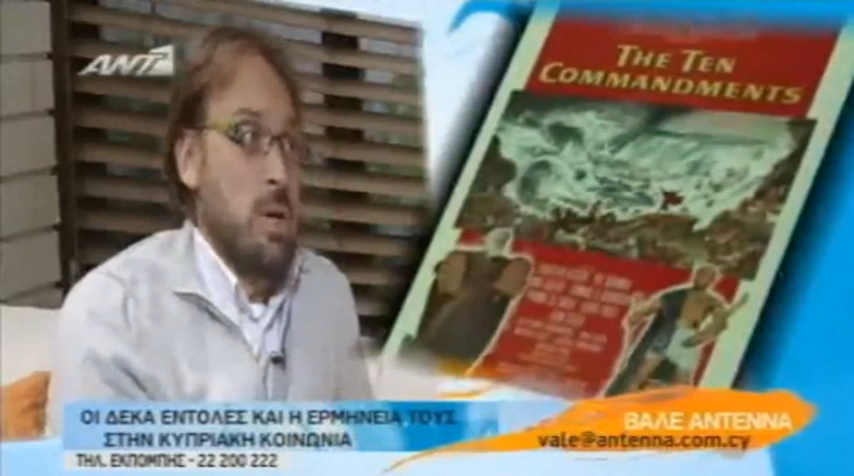 ANT1
THE TEN
COMMANDMENTS
ΟΙ ΔΕΚΑ ΕΝΤΟΛΕΣ ΚΑΙ Η ΕΡΜΗΝΕΙΑ ΤΟΥΣ
ΣΤΗΝ ΚΥΠΡΙΑΚΗ ΚΟΙΝΩΝΙΑ
ΤΗΛ. ΕΚΠΟΜΠΗΣ - 22 200 222
ΒΑΛΕ ΑΝΤΕΝΝΑ
vale@antenna.com.cy